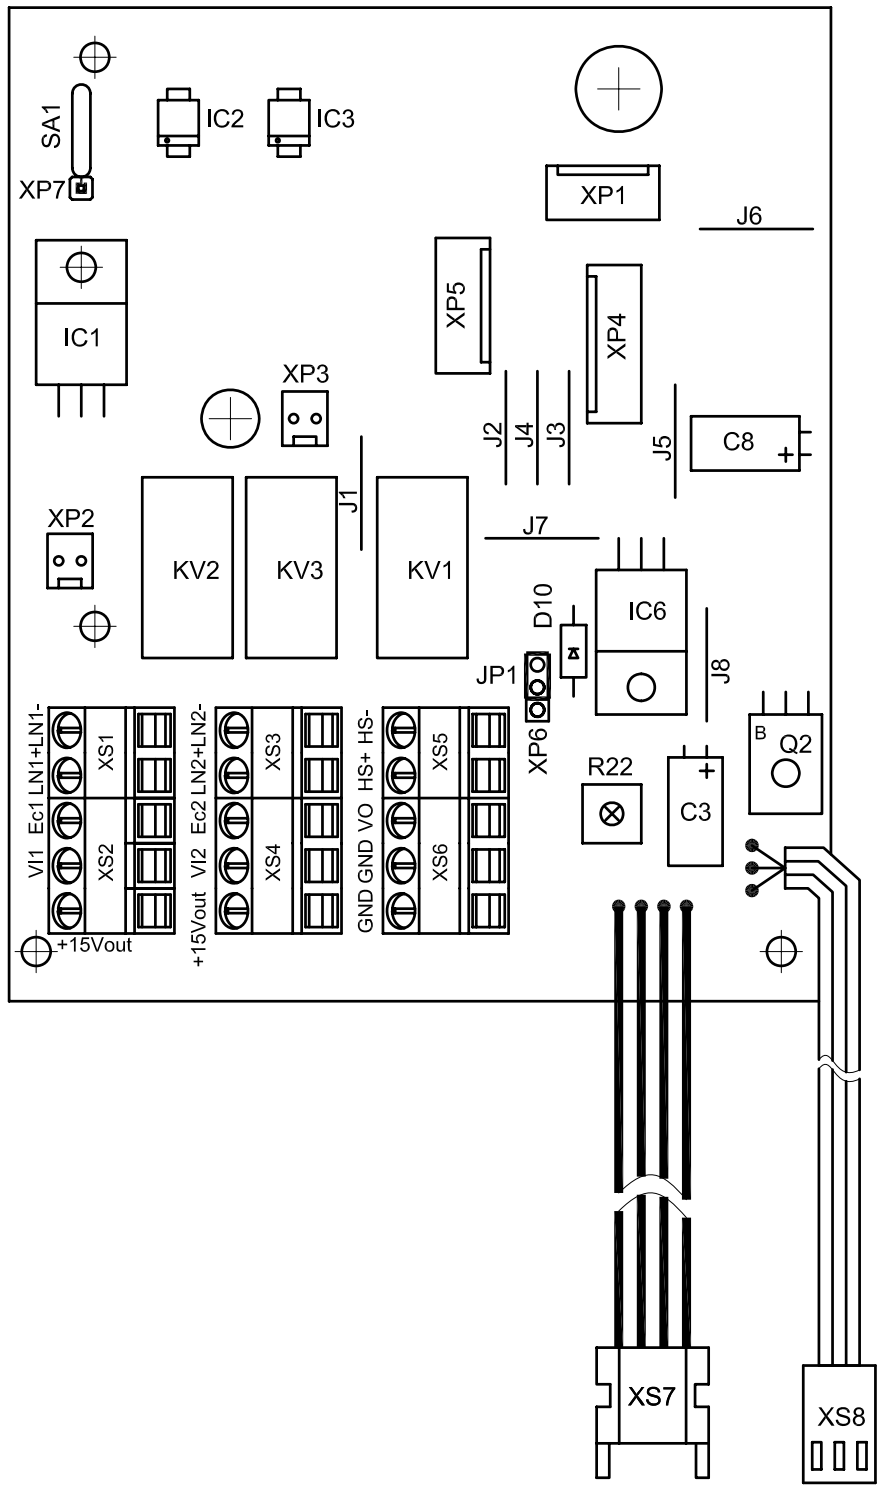 SA1
IC2
IC3
XP7
XP1
J6
IC1
XP5
XP4
XP3
J2
J4
J3
J5
C8
+
J1
J7
XP2
KV2
KV3
KV1
D10
IC6
JP1
J8
XP6
LN1-
LN1+
Ec1
VI1
XS1
XS2
+15Vout
LN2-
LN2+
Ec2
VI2
+15Vout
XS3
XS4
HS-
HS+
VO
GND
GND
XS5
XS6
R22
C3
+
B
Q2
XS7
XS8